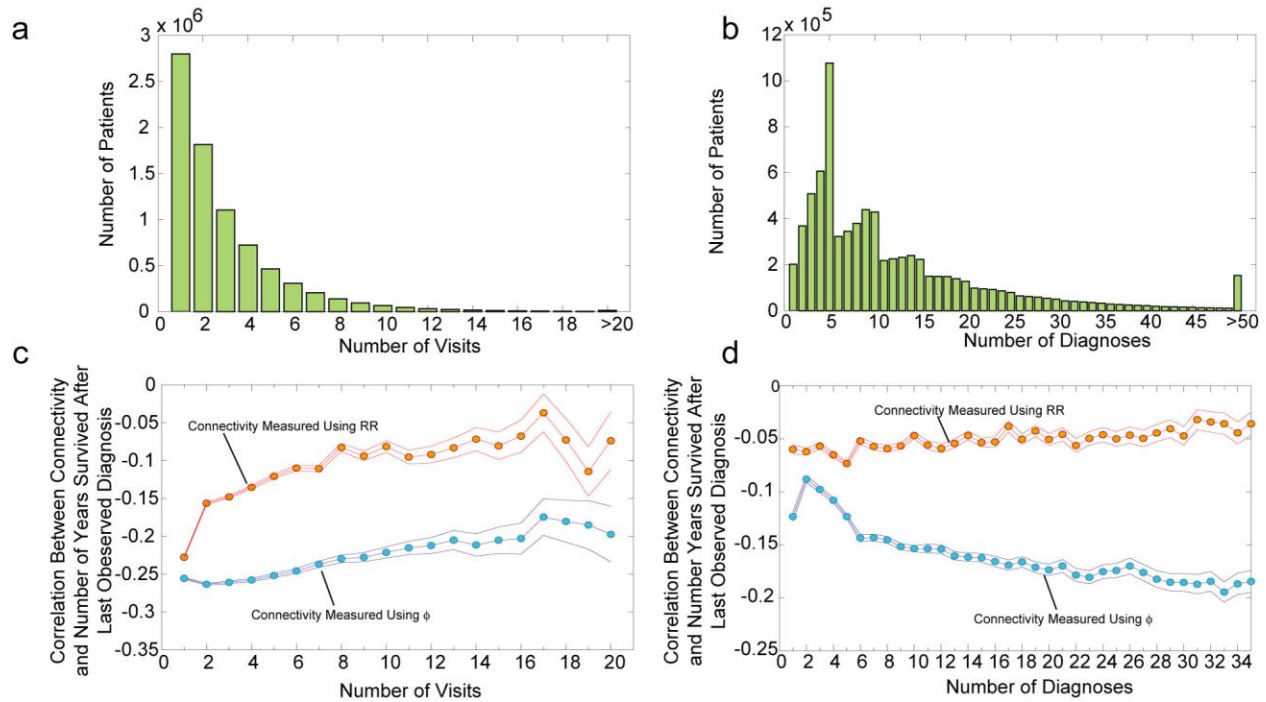 a
× 10⁶
3
2.5
2
1.5
1
0.5
0
Number of Patients
0 2 4 6 8 10 12 14 16 18 >20
Number of Visits
b
× 10⁵
12
10
8
6
4
2
0
Number of Patients
0 5 10 15 20 25 30 35 40 45 >50
Number of Diagnoses
c
0
-0.05
-0.1
-0.15
-0.2
-0.25
-0.3
-0.35
Correlation Between Connectivity
and Number of Years Survived After
Last Observed Diagnosis
Connectivity Measured Using RR
Connectivity Measured Using ϕ
0 2 4 6 8 10 12 14 16 18 20
Number of Visits
d
0
-0.05
-0.1
-0.15
-0.2
-0.25
Correlation Between Connectivity
and Number Years Survived After
Last Observed Diagnosis
Connectivity Measured Using RR
Connectivity Measured Using ϕ
0 2 4 6 8 10 12 14 16 18 20 22 24 26 28 30 32 34
Number of Diagnoses